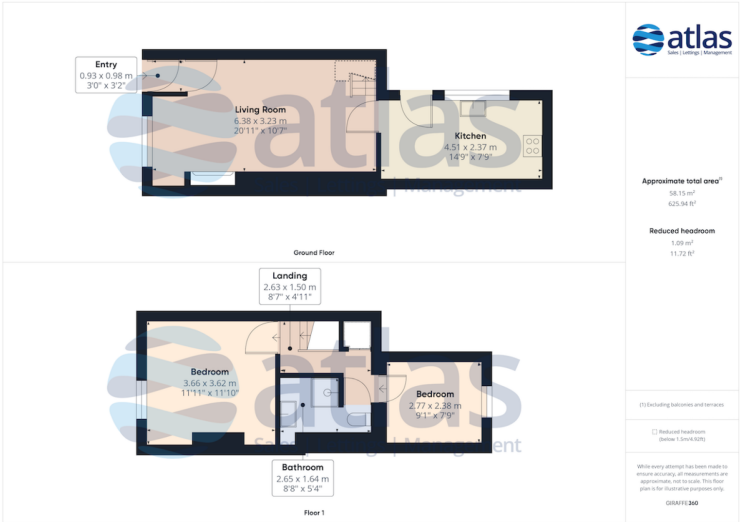 Entry
0.93 x 0.98 m
3'0" x 3'2"
Living Room
6.38 x 3.23 m
20'11" x 10'7"
Kitchen
4.51 x 2.37 m
14'9" x 7'9"
atlas
Management
Ground Floor
Landing
2.63 x 1.50 m
8'7" x 4'11"
Bedroom
3.66 x 3.62 m
11'11" x 11'10"
Bedroom
2.77 x 2.38 m
9'1" x 7'9"
atlas
Management
Bathroom
2.65 x 1.64 m
8'8" x 5'4"
Floor 1
atlas
Sales | Lettings | Management
Approximate total area⁽¹⁾
58.15 m²
625.94 ft²
Reduced headroom
1.09 m²
11.72 ft²
(1) Excluding balconies and terraces
Reduced headroom
(below 1.5m/4.92ft)
While every attempt has been made to
ensure accuracy, all measurements are
approximate, not to scale. This floor
plan is for illustrative purposes only.
GIRAFFE360